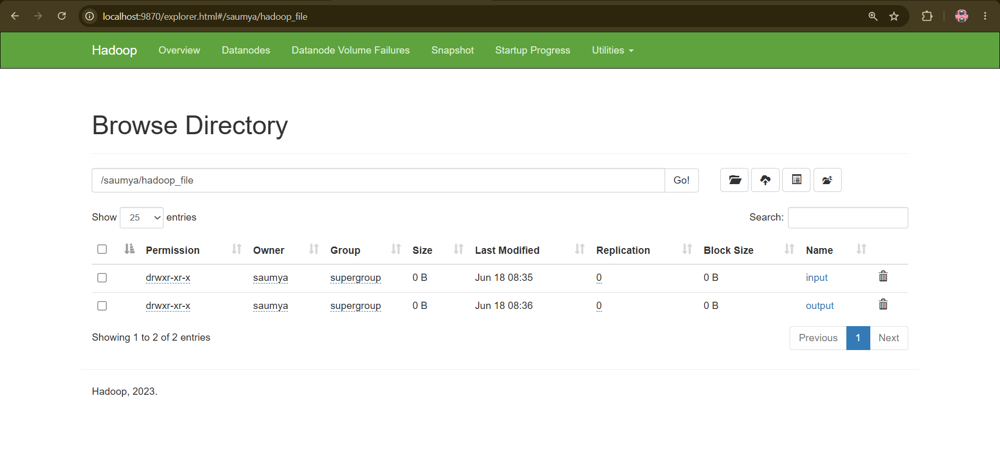 localhost:9870/explorer.html#/saumya/hadoop_file
Hadoop Overview Datanodes Datanode Volume Failures Snapshot Startup Progress Utilities
Browse Directory
/saumya/hadoop_file Go!
Show 25 entries Search:
Permission Owner Group Size Last Modified Replication Block Size Name
drwxr-xr-x saumya supergroup 0 B Jun 18 08:35 0 0 B input
drwxr-xr-x saumya supergroup 0 B Jun 18 08:36 0 0 B output
Showing 1 to 2 of 2 entries Previous 1 Next
Hadoop, 2023.